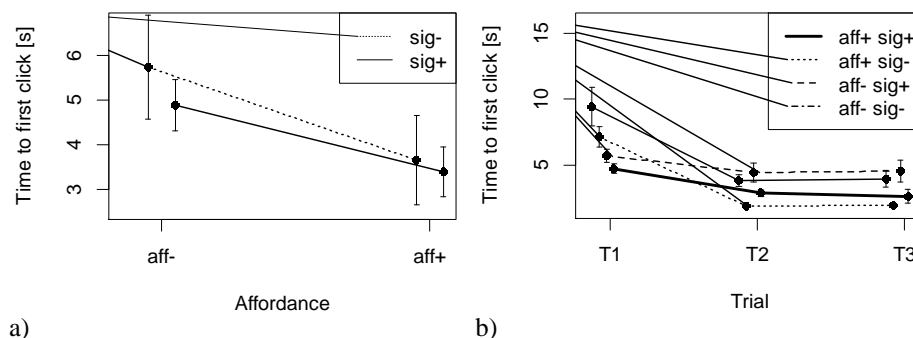 Time to first click [s]
6
5
4
3
sig-
sig+
aff-
aff+
Affordance
a)
Time to first click [s]
15
10
5
aff+ sig+
aff+ sig-
aff- sig+
aff- sig-
T1
T2
T3
Trial
b)